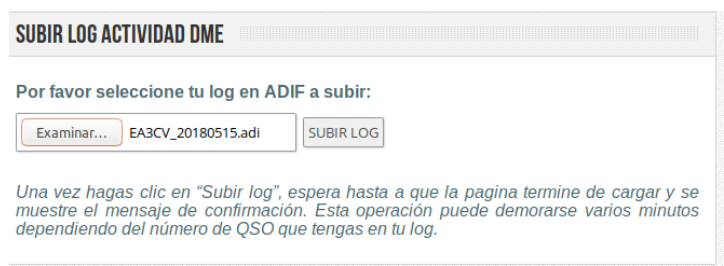 SUBIR LOG ACTIVIDAD DME
Por favor seleccione tu log en ADIF a subir:
Examinar... EA3CV_20180515.adi SUBIR LOG
Una vez hagas clic en “Subir log”, espera hasta a que la pagina termine de cargar y se
muestre el mensaje de confirmación. Esta operación puede demorarse varios minutos
dependiendo del número de QSO que tengas en tu log.